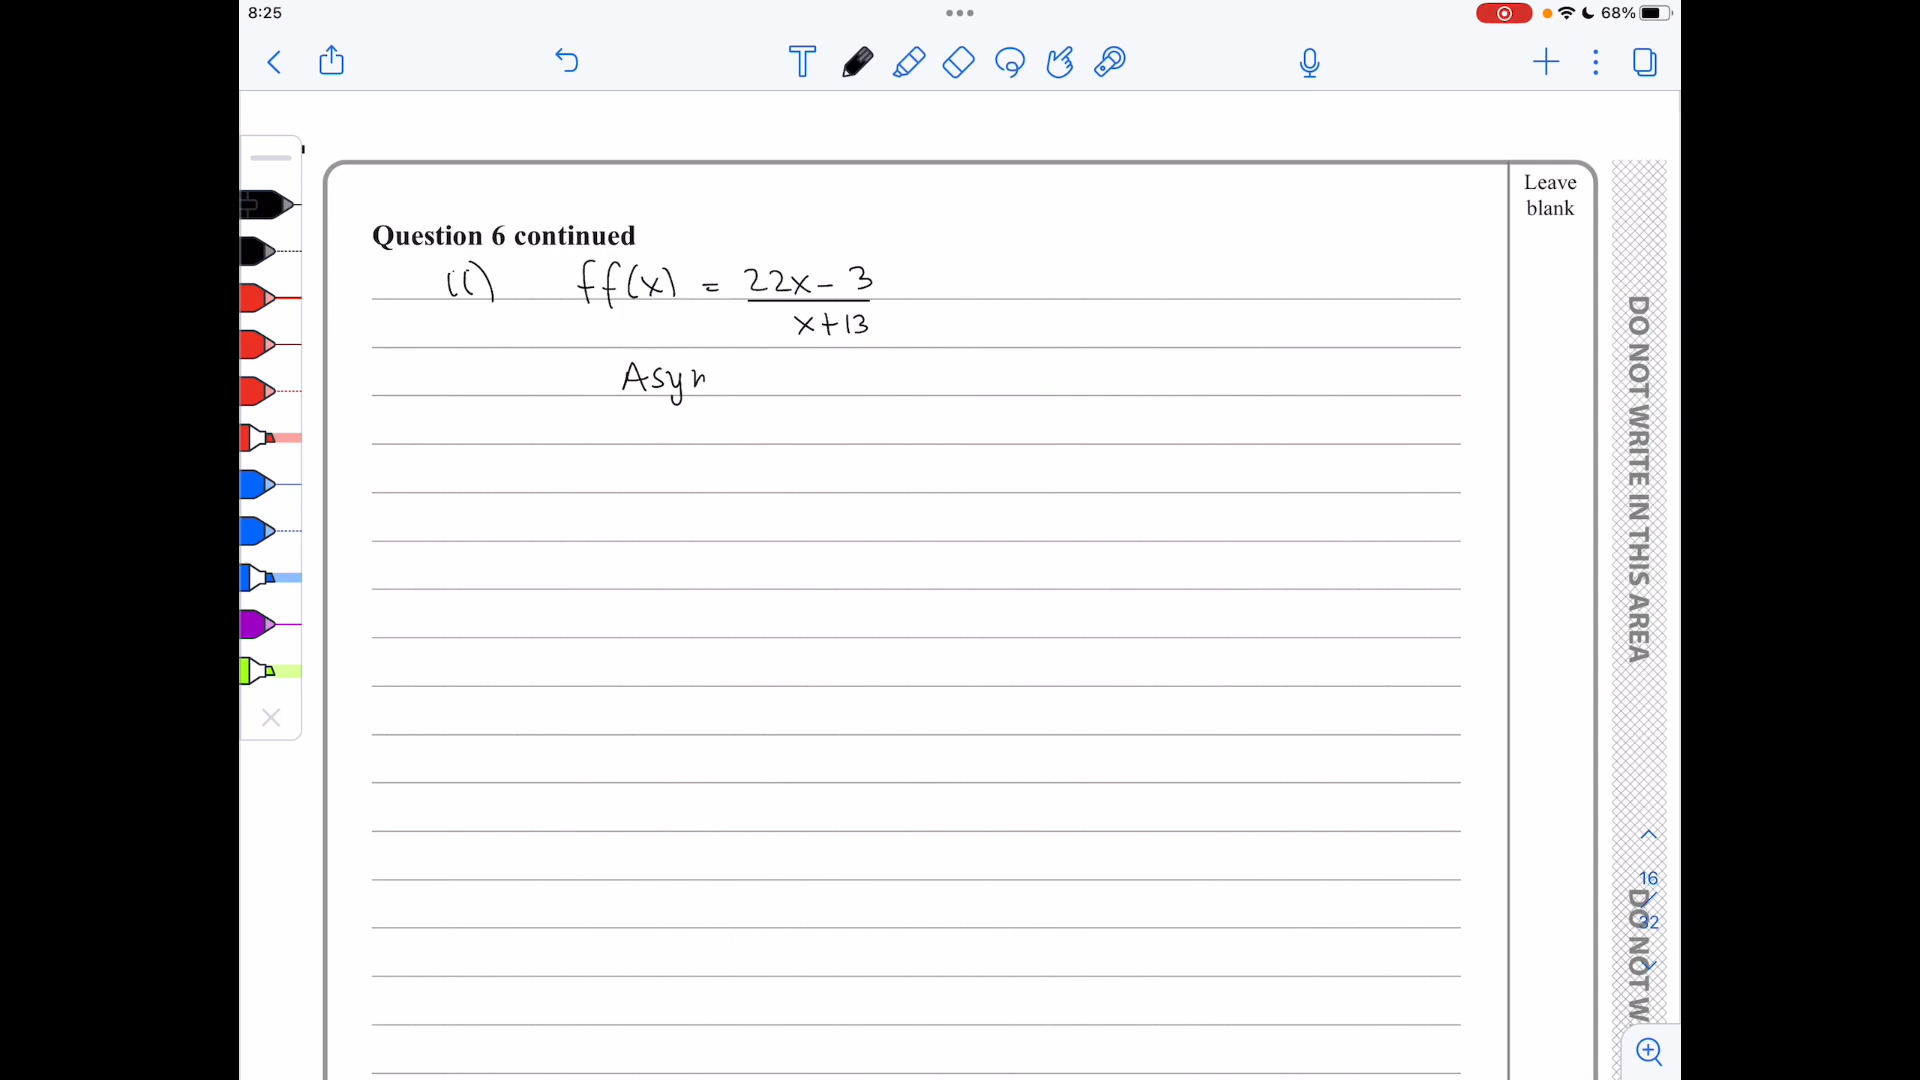 8:25
68%
Leave
blank
Question 6 continued
(i) ff(x) = 22x - 3
x+13
Asyn
DO NOT WRITE IN THIS AREA
16
32
DO NOT W